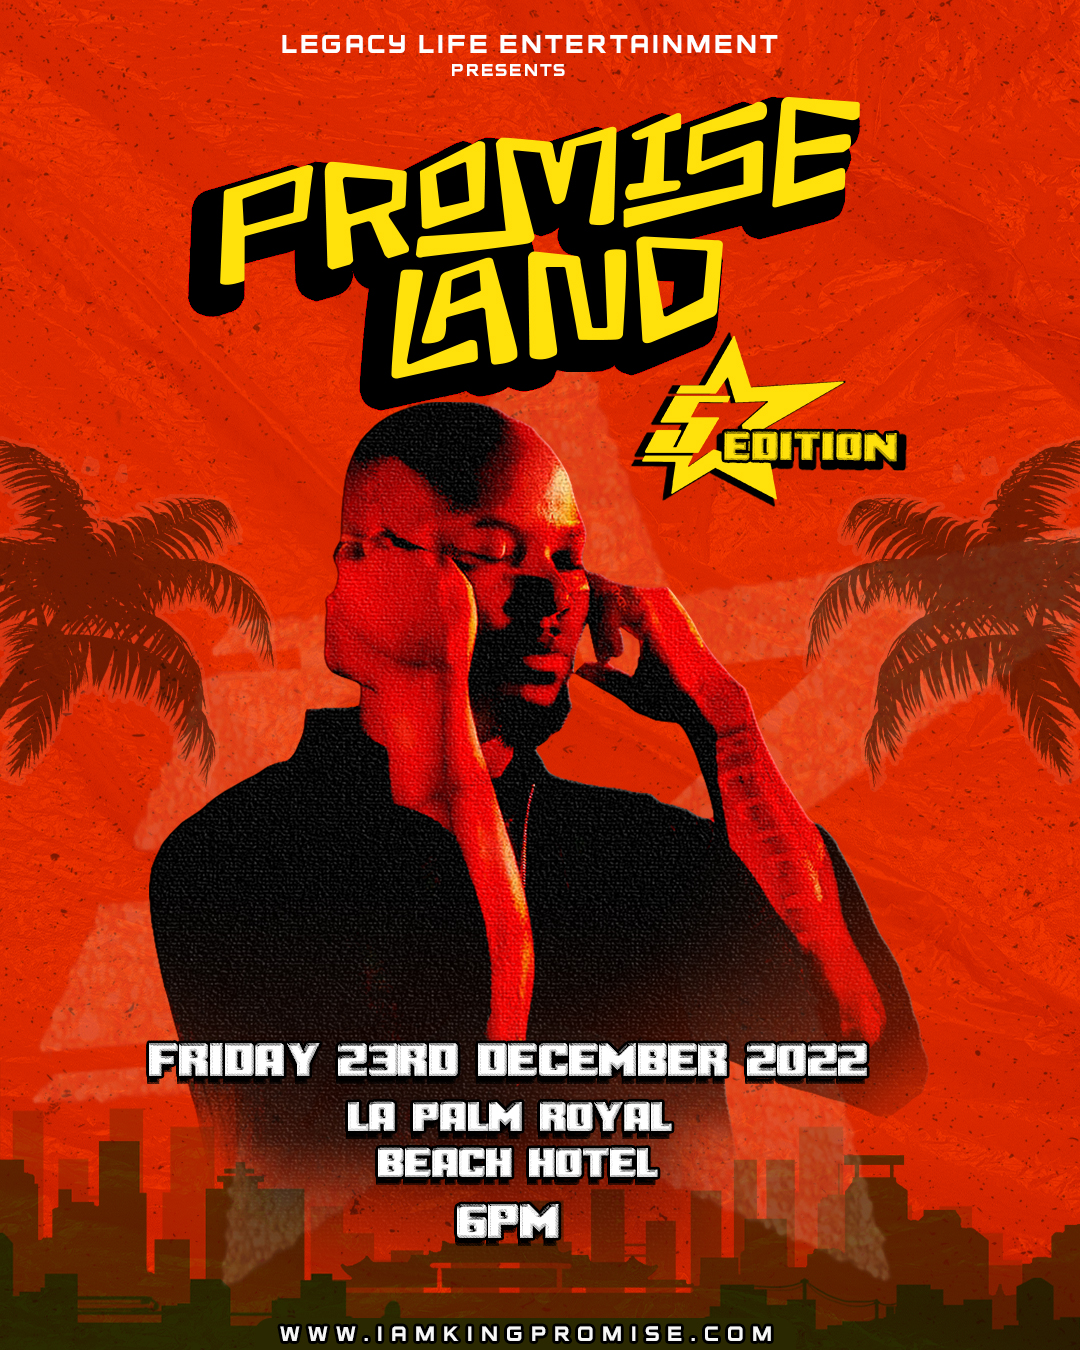 LEGACY LIFE ENTERTAINMENT
PRESENTS
PROMISE
LAND
5 EDITION
FRIDAY 23RD DECEMBER 2022
LA PALM ROYAL
BEACH HOTEL
6PM
WWW.IAMKINGPROMISE.COM